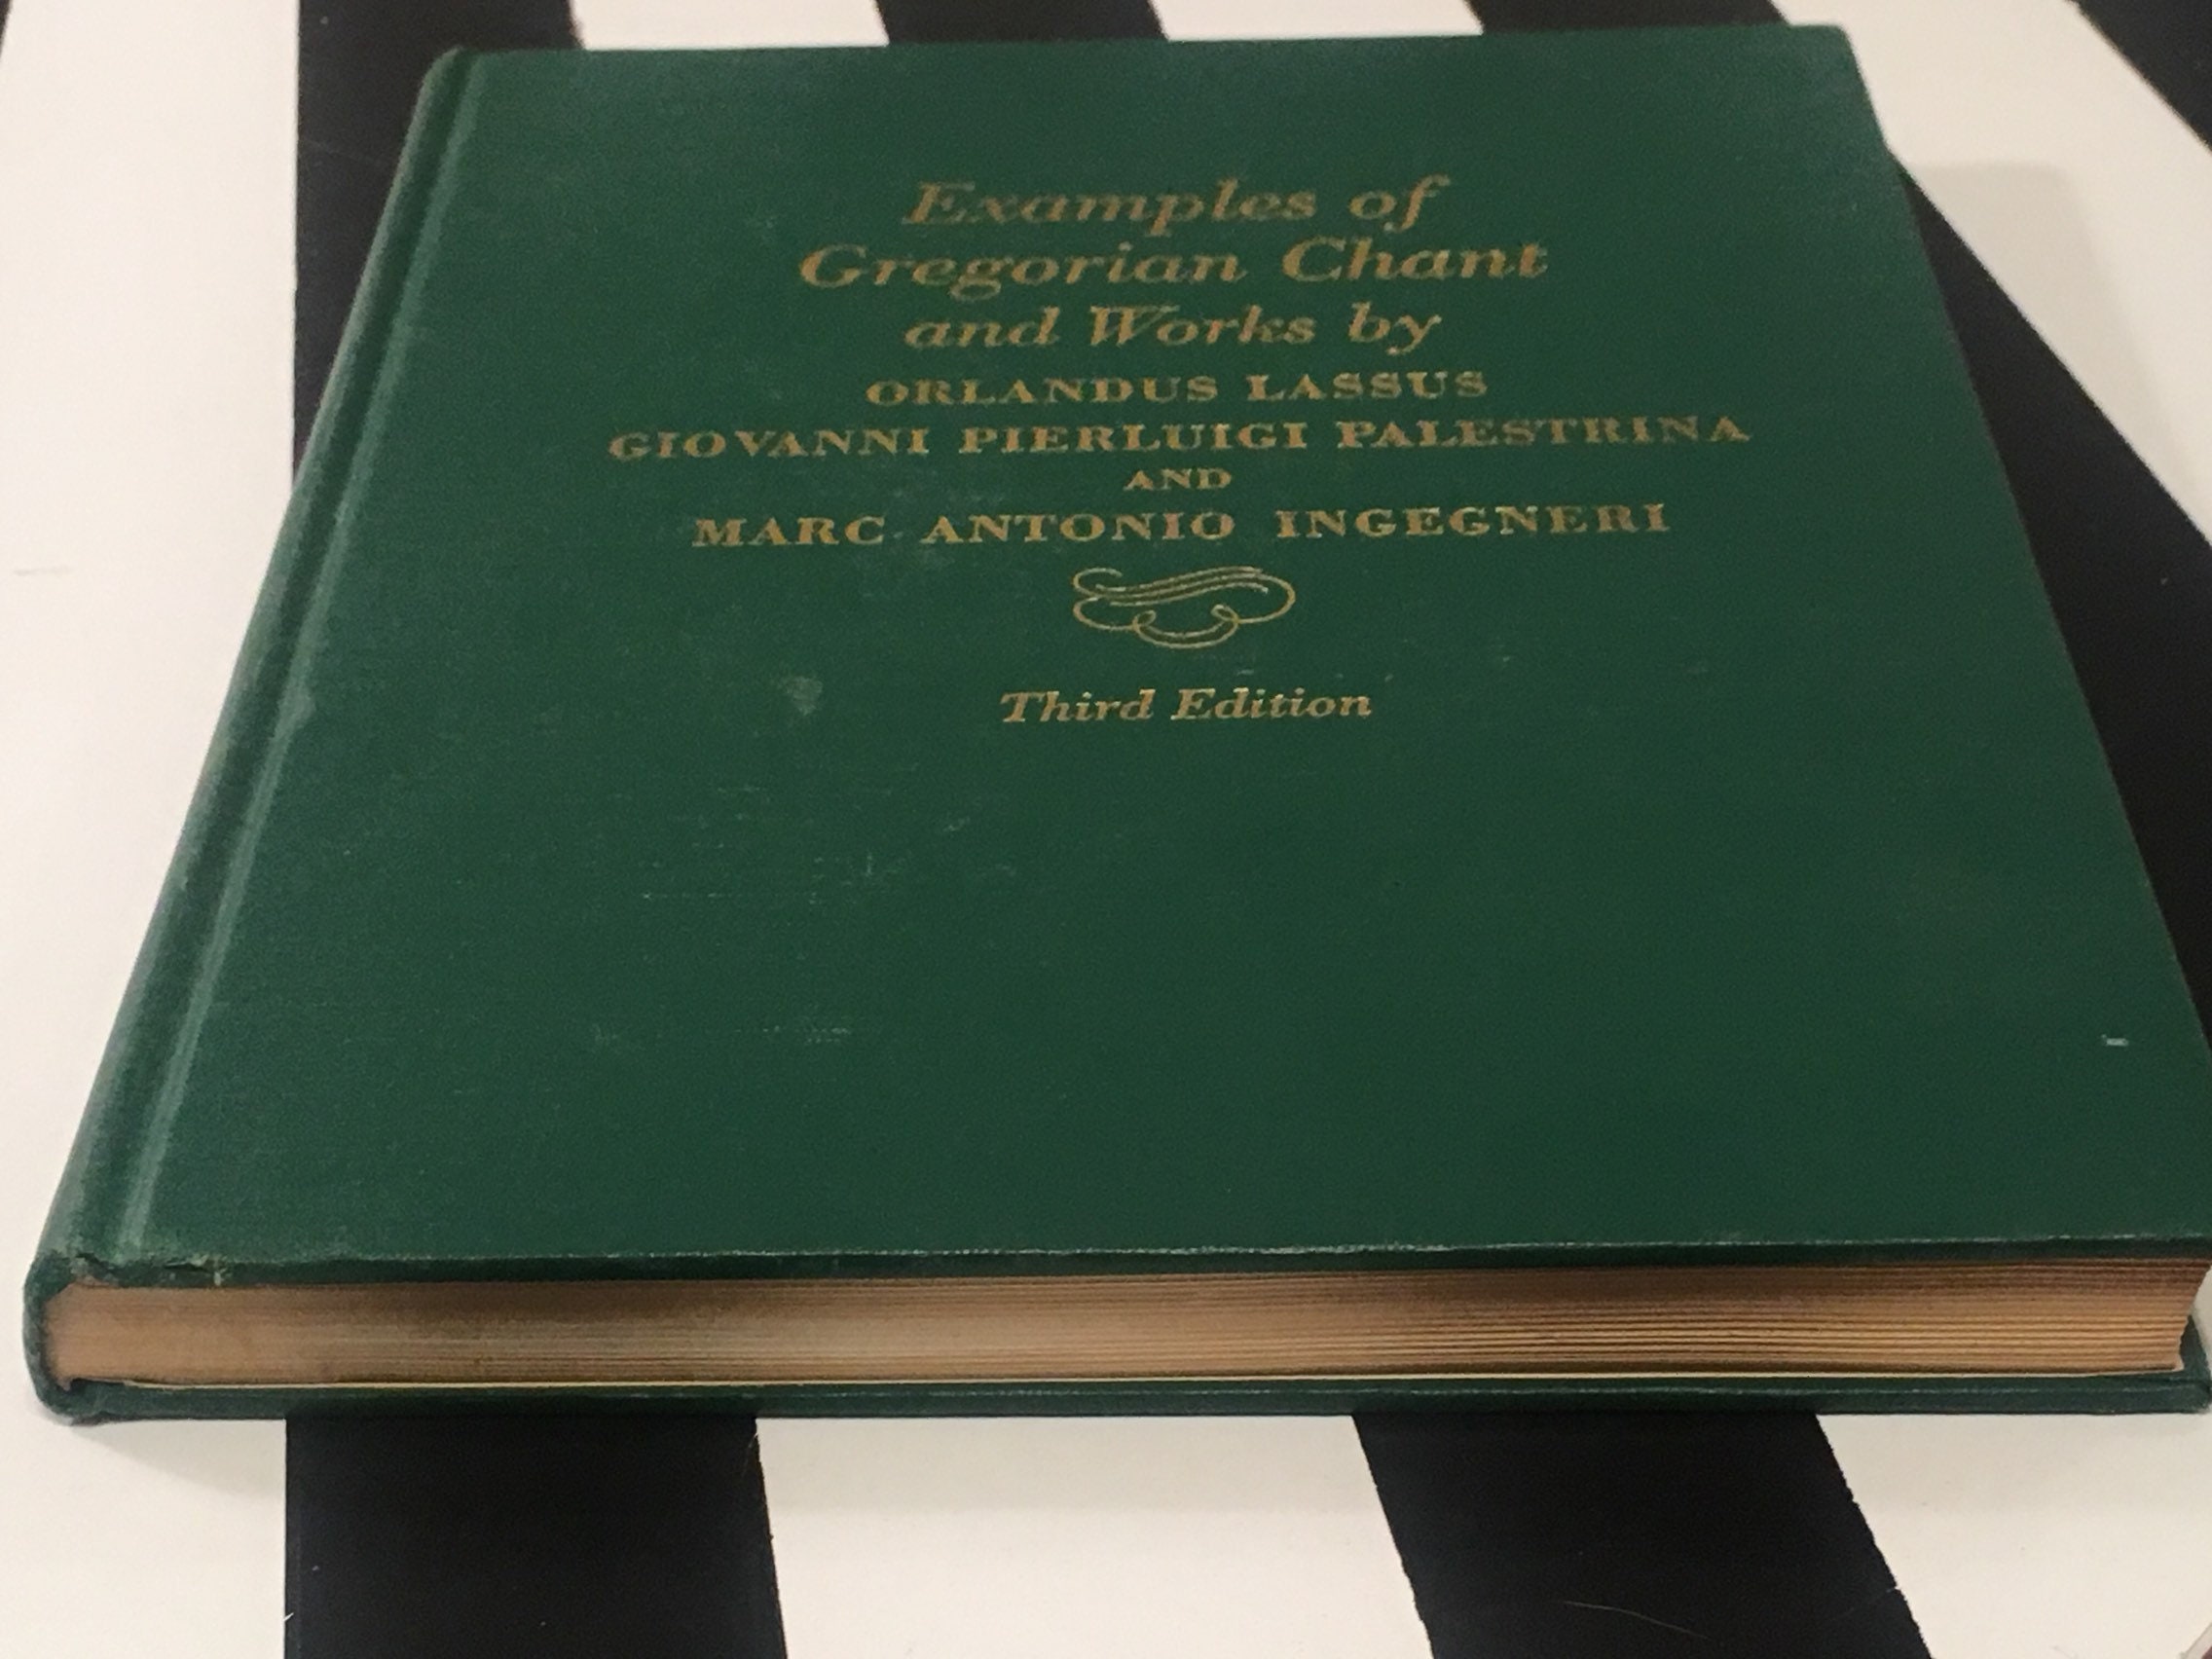 Examples of
Gregorian Chant
and Works by
ORLANDUS LASSUS
GIOVANNI PIERLUIGI PALESTRINA
AND
MARC ANTONIO INGEGNERI
Third Edition